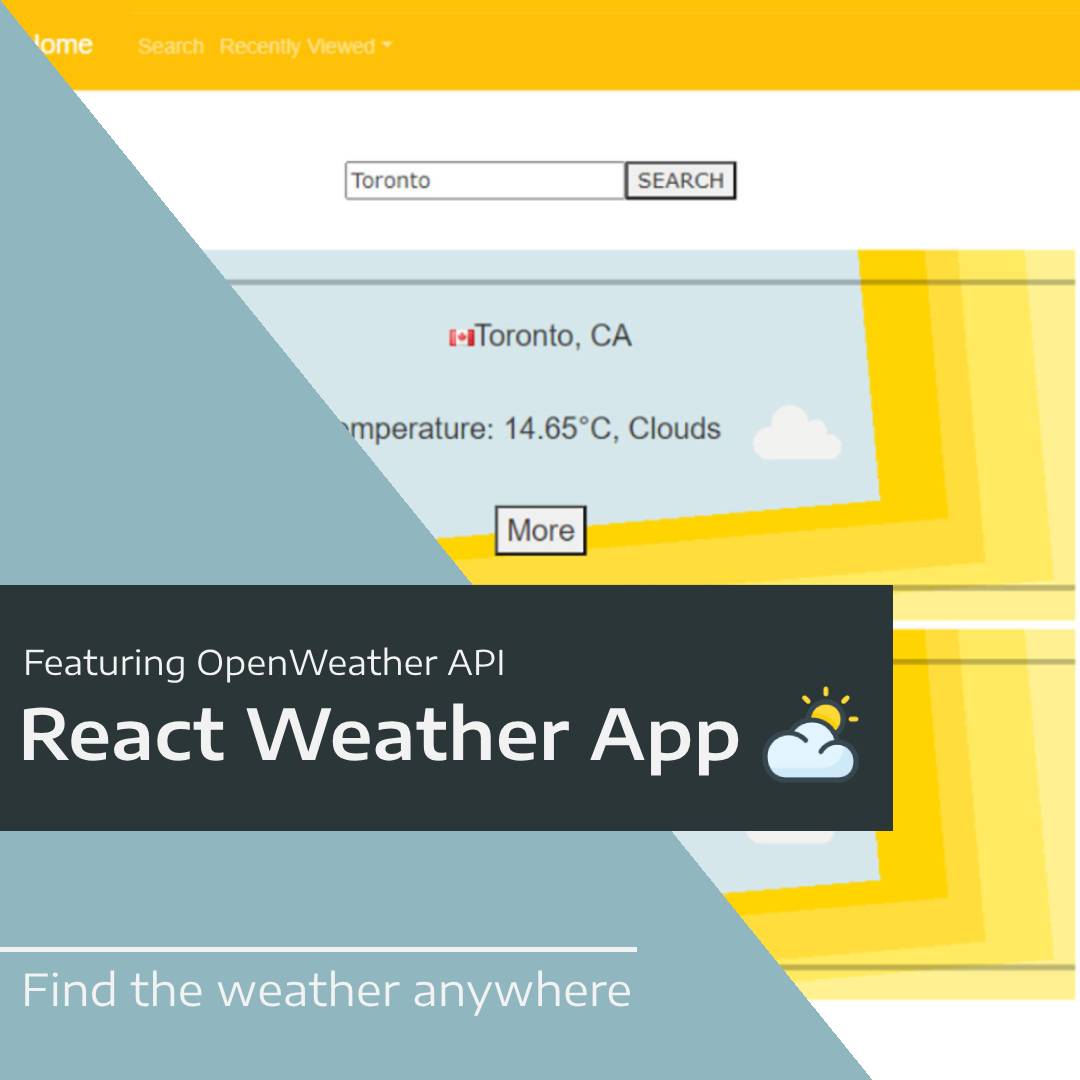 Home Search Recently Viewed
Toronto SEARCH
Toronto, CA
emperature: 14.65°C, Clouds
More
Featuring OpenWeather API
React Weather App
Find the weather anywhere